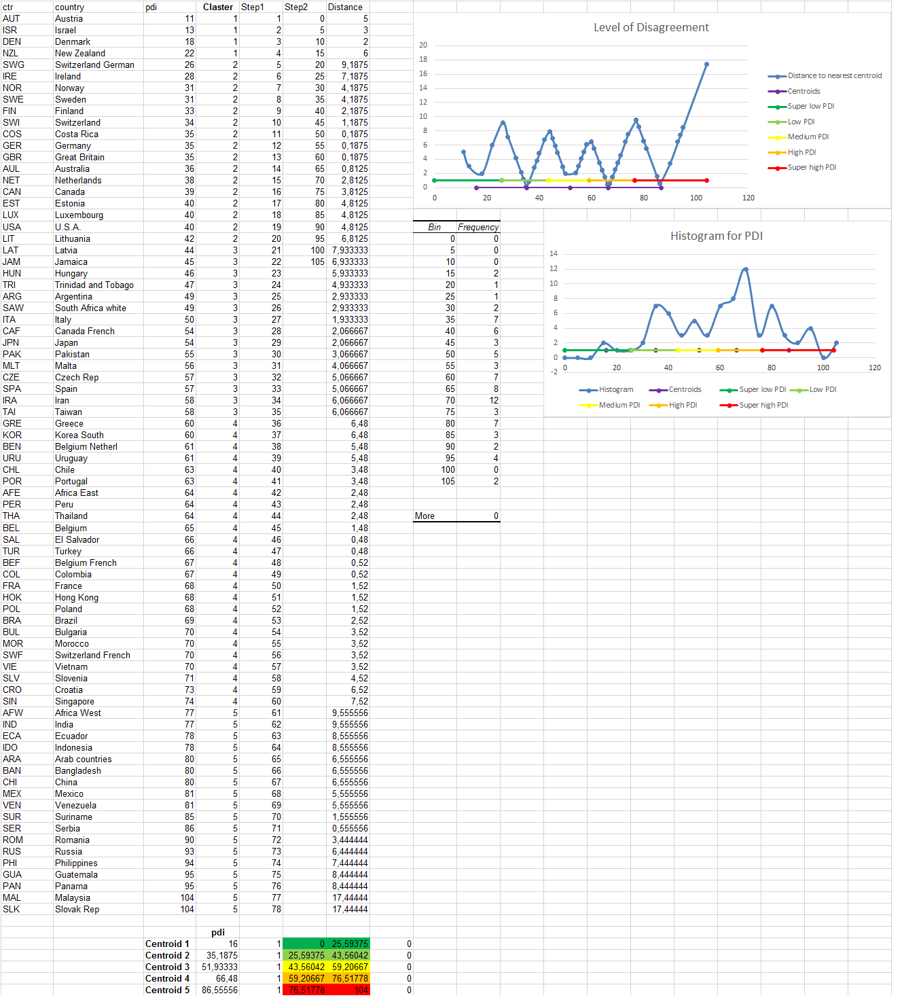 ctr country pdi Claster Step1 Step2 Distance
AUT Austria 11 1 1 0 5
ISR Israel 13 1 2 5 3
DEN Denmark 18 1 3 10 2
NZL New Zealand 22 1 4 15 6
SWG Switzerland German 26 2 5 20 9,1875
IRE Ireland 28 2 6 25 7,1875
NOR Norway 31 2 7 30 4,1875
SWE Sweden 31 2 8 35 4,1875
FIN Finland 33 2 9 40 2,1875
SWI Switzerland 34 2 10 45 1,1875
COS Costa Rica 35 2 11 50 0,1875
GER Germany 35 2 12 55 0,1875
GBR Great Britain 35 2 13 60 0,1875
AUL Australia 36 2 14 65 0,8125
NET Netherlands 38 2 15 70 2,8125
CAN Canada 39 2 16 75 3,8125
EST Estonia 40 2 17 80 4,8125
LUX Luxembourg 40 2 18 85 4,8125
USA U.S.A. 40 2 19 90 4,8125
LIT Lithuania 42 2 20 95 6,8125
LAT Latvia 44 3 21 100 7,933333
JAM Jamaica 45 3 22 105 6,933333
HUN Hungary 46 3 23 5,933333
TRI Trinidad and Tobago 47 3 24 4,933333
ARG Argentina 49 3 25 2,933333
SAW South Africa white 49 3 26 2,933333
ITA Italy 50 3 27 1,933333
CAF Canada French 54 3 28 2,066667
JPN Japan 54 3 29 2,066667
PAK Pakistan 55 3 30 3,066667
MLT Malta 56 3 31 4,066667
CZE Czech Rep 57 3 32 5,066667
SPA Spain 57 3 33 5,066667
IRA Iran 58 3 34 6,066667
TAI Taiwan 58 3 35 6,066667
GRE Greece 60 4 36 6,48
KOR Korea South 60 4 37 6,48
BEN Belgium Netherl 61 4 38 5,48
URU Uruguay 61 4 39 5,48
CHL Chile 63 4 40 3,48
POR Portugal 63 4 41 3,48
AFE Africa East 64 4 42 2,48
PER Peru 64 4 43 2,48
THA Thailand 64 4 44 2,48
BEL Belgium 65 4 45 1,48
SAL El Salvador 66 4 46 0,48
TUR Turkey 66 4 47 0,48
BEF Belgium French 67 4 48 0,52
COL Colombia 67 4 49 0,52
FRA France 68 4 50 1,52
HOK Hong Kong 68 4 51 1,52
POL Poland 68 4 52 1,52
BRA Brazil 69 4 53 2,52
BUL Bulgaria 70 4 54 3,52
MOR Morocco 70 4 55 3,52
SWF Switzerland French 70 4 56 3,52
VIE Vietnam 70 4 57 3,52
SLV Slovenia 71 4 58 4,52
CRO Croatia 73 4 59 6,52
SIN Singapore 74 4 60 7,52
AFW Africa West 77 5 61 9,555556
IND India 77 5 62 9,555556
ECA Ecuador 78 5 63 8,555556
IDO Indonesia 78 5 64 8,555556
ARA Arab countries 80 5 65 6,555556
BAN Bangladesh 80 5 66 6,555556
CHI China 80 5 67 6,555556
MEX Mexico 81 5 68 5,555556
VEN Venezuela 81 5 69 5,555556
SUR Suriname 85 5 70 1,555556
SER Serbia 86 5 71 0,555556
ROM Romania 90 5 72 3,444444
RUS Russia 93 5 73 6,444444
PHI Philippines 94 5 74 7,444444
GUA Guatemala 95 5 75 8,444444
PAN Panama 95 5 76 8,444444
MAL Malaysia 104 5 77 17,44444
SLK Slovak Rep 104 5 78 17,44444
pdi
Centroid 1 16 1 0 25,59375 0
Centroid 2 35,1875 1 25,59375 43,56042 0
Centroid 3 51,93333 1 43,56042 59,20667 0
Centroid 4 66,48 1 59,20667 76,51778 0
Centroid 5 86,55556 1 76,51778 104 0
Level of Disagreement
20
18
16
14
12
10
8
6
4
2
0
0 20 40 60 80 100 120
Distance to nearest centroid
Centroids
Super low PDI
Low PDI
Medium PDI
High PDI
Super high PDI
Bin Frequency
0 0
5 0
10 0
15 2
20 1
25 1
30 2
35 7
40 6
45 3
50 5
55 3
60 7
65 8
70 12
75 3
80 7
85 3
90 2
95 4
100 0
105 2
More 0
Histogram for PDI
14
12
10
8
6
4
2
0
-2
0 20 40 60 80 100 120
Histogram Centroids Super low PDI Low PDI
Medium PDI High PDI Super high PDI